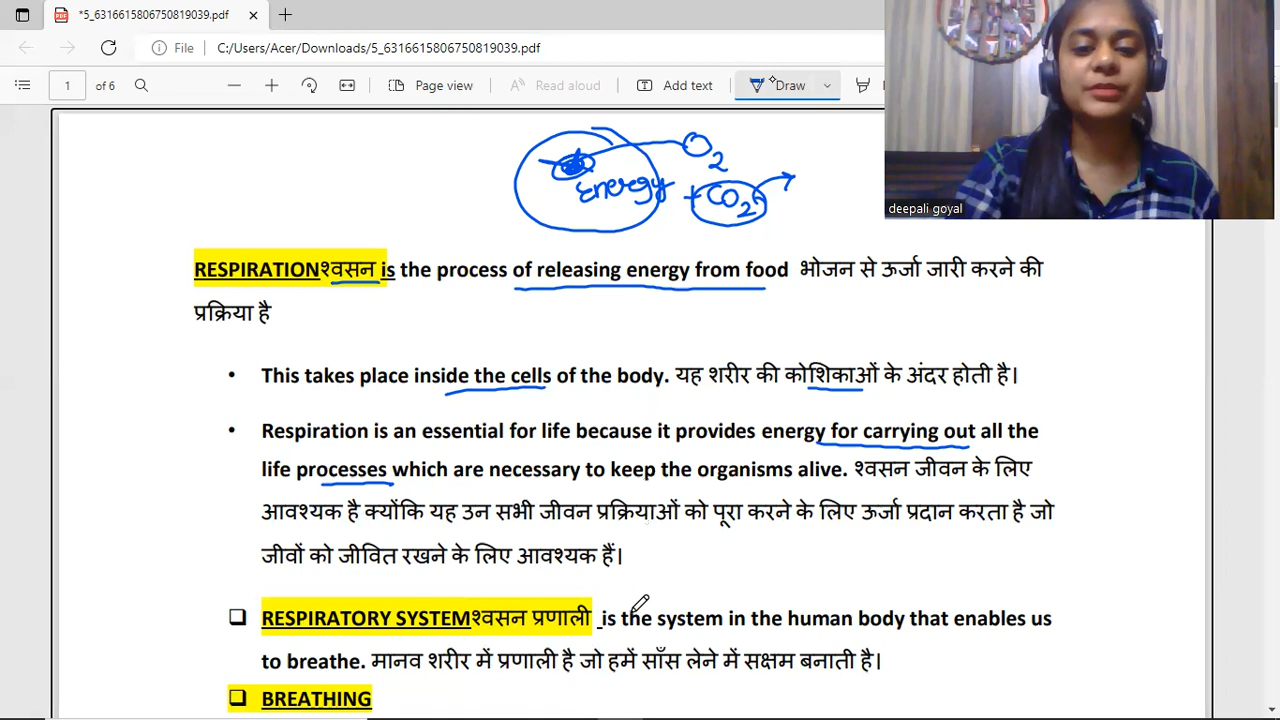 *5_6316615806750819039.pdf
File C:/Users/Acer/Downloads/5_6316615806750819039.pdf
1 of 6 Page view Read aloud Add text Draw
O2
Energy + CO2
deepali goyal
RESPIRATIONश्वसन is the process of releasing energy from food भोजन से ऊर्जा जारी करने की
प्रक्रिया है
• This takes place inside the cells of the body. यह शरीर की कोशिकाओं के अंदर होती है।
• Respiration is an essential for life because it provides energy for carrying out all the
life processes which are necessary to keep the organisms alive. श्वसन जीवन के लिए
आवश्यक है क्योंकि यह उन सभी जीवन प्रक्रियाओं को पूरा करने के लिए ऊर्जा प्रदान करता है जो
जीवों को जीवित रखने के लिए आवश्यक हैं।
❑ RESPIRATORY SYSTEMश्वसन प्रणाली is the system in the human body that enables us
to breathe. मानव शरीर में प्रणाली है जो हमें साँस लेने में सक्षम बनाती है।
❑ BREATHING